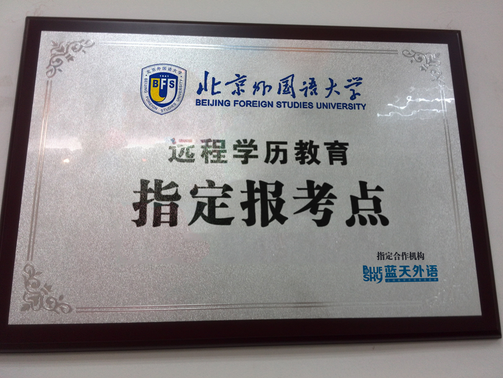 BFS
北京外国语大学
BEIJING FOREIGN STUDIES UNIVERSITY
远程学历教育
指定报考点
指定合作机构
BLUE SKY 蓝天外语